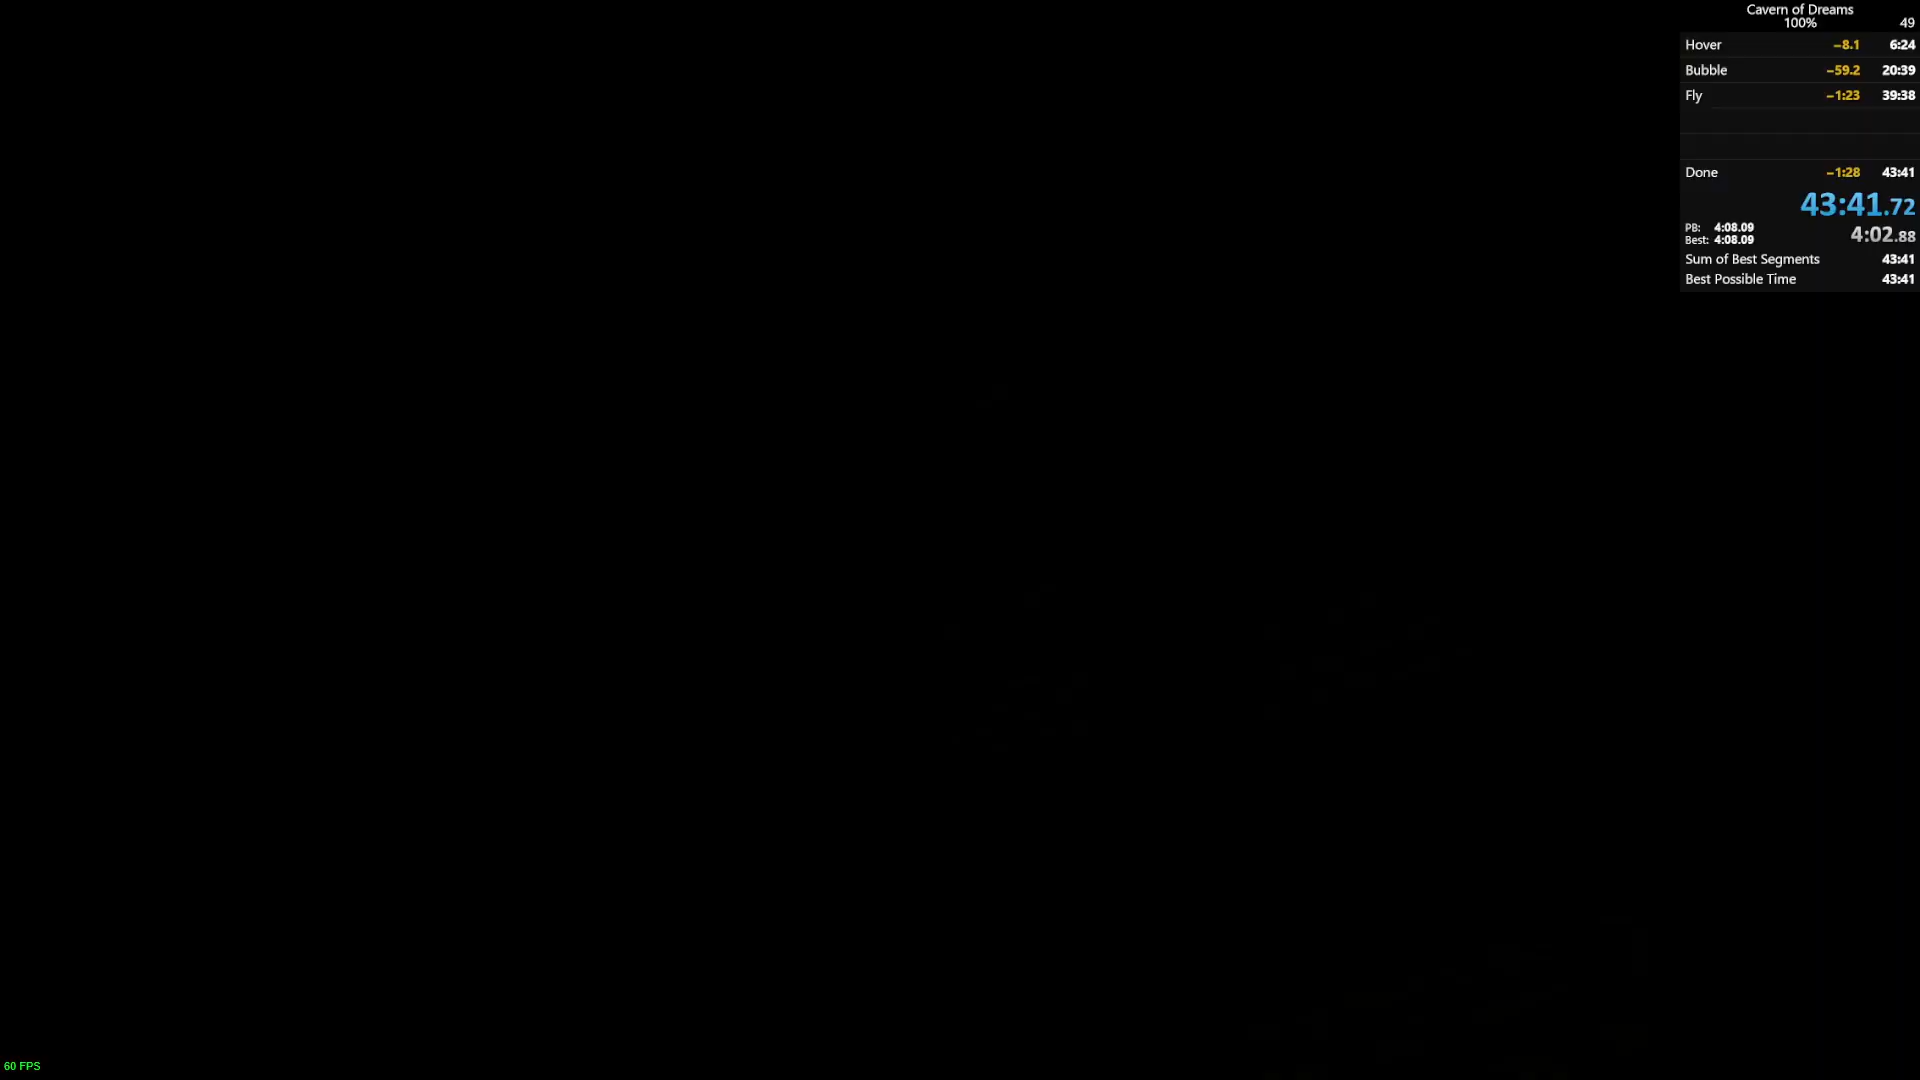 Cavern of Dreams
100% 49
Hover −8.1 6:24
Bubble −59.2 20:39
Fly −1:23 39:38
Done −1:28 43:41
43:41.72
PB: 4:08.09
Best: 4:08.09
4:02.88
Sum of Best Segments 43:41
Best Possible Time 43:41
60 FPS